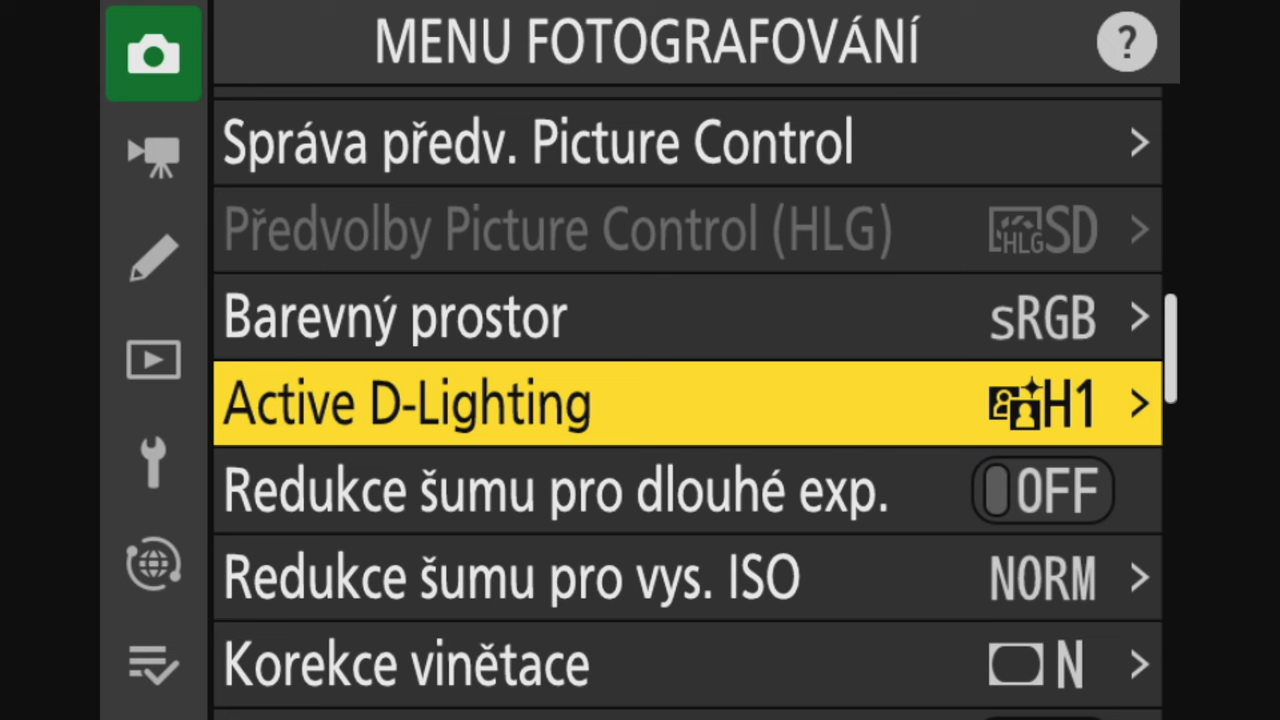 MENU FOTOGRAFOVÁNÍ ?
Správa předv. Picture Control >
Předvolby Picture Control (HLG) HLG SD >
Barevný prostor sRGB >
Active D-Lighting H1 >
Redukce šumu pro dlouhé exp. OFF
Redukce šumu pro vys. ISO NORM >
Korekce vinětace N >